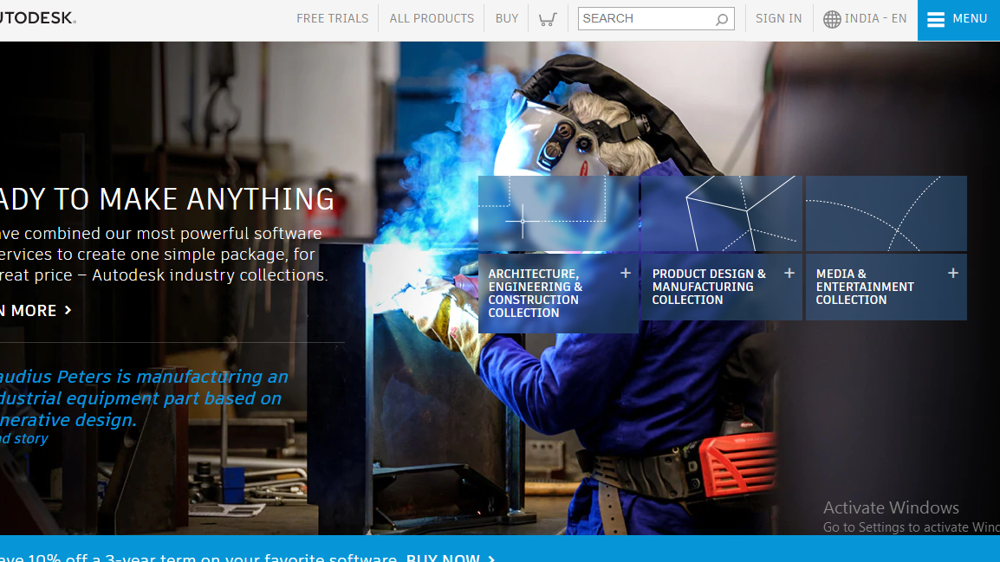 UTODESK.
FREE TRIALS
ALL PRODUCTS
BUY
SEARCH
SIGN IN
INDIA - EN
MENU
ADY TO MAKE ANYTHING
ave combined our most powerful software
ervices to create one simple package, for
reat price – Autodesk industry collections.
N MORE >
audius Peters is manufacturing an
dustrial equipment part based on
nerative design.
d story
ARCHITECTURE, +
ENGINEERING &
CONSTRUCTION
COLLECTION
PRODUCT DESIGN & +
MANUFACTURING
COLLECTION
MEDIA & +
ENTERTAINMENT
COLLECTION
Activate Windows
Go to Settings to activate Wind
ave 10% off a 3-year term on your favorite software. BUY NOW >